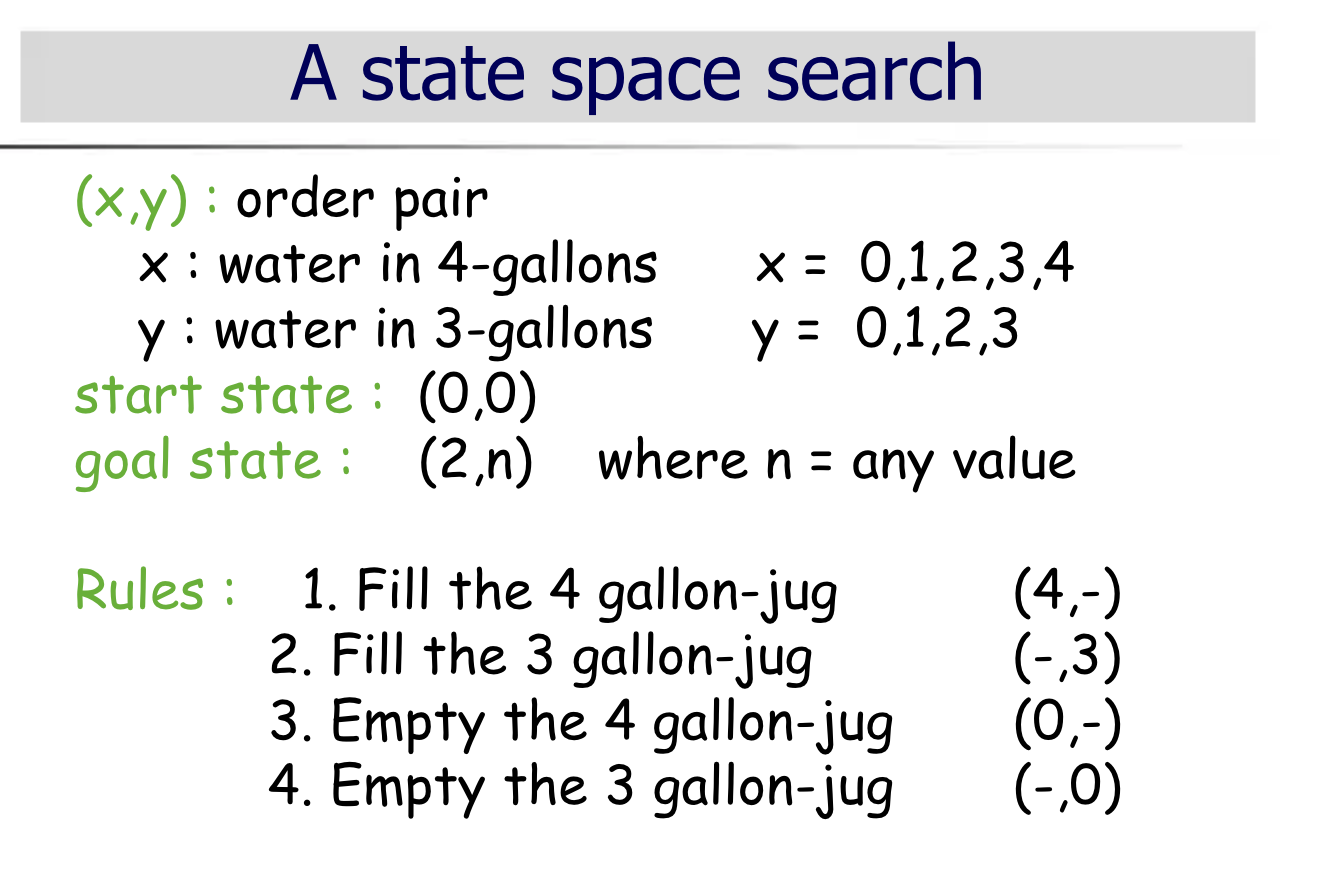 A state space search
(x,y) : order pair
x : water in 4-gallons x = 0,1,2,3,4
y : water in 3-gallons y = 0,1,2,3
start state : (0,0)
goal state : (2,n) where n = any value
Rules : 1. Fill the 4 gallon-jug (4,-)
2. Fill the 3 gallon-jug (-,3)
3. Empty the 4 gallon-jug (0,-)
4. Empty the 3 gallon-jug (-,0)